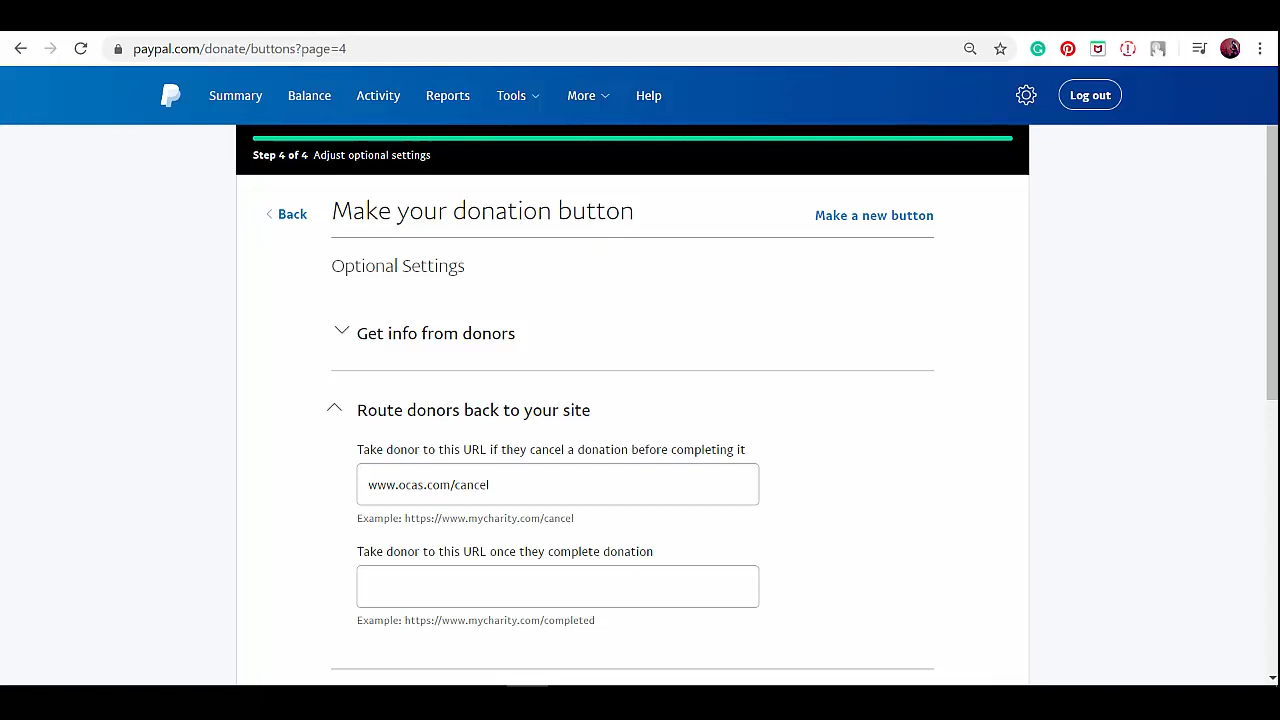 paypal.com/donate/buttons?page=4
Summary Balance Activity Reports Tools More Help Log out
Step 4 of 4 Adjust optional settings
Back Make your donation button Make a new button
Optional Settings
Get info from donors
Route donors back to your site
Take donor to this URL if they cancel a donation before completing it
www.ocas.com/cancel
Example: https://www.mycharity.com/cancel
Take donor to this URL once they complete donation
Example: https://www.mycharity.com/completed